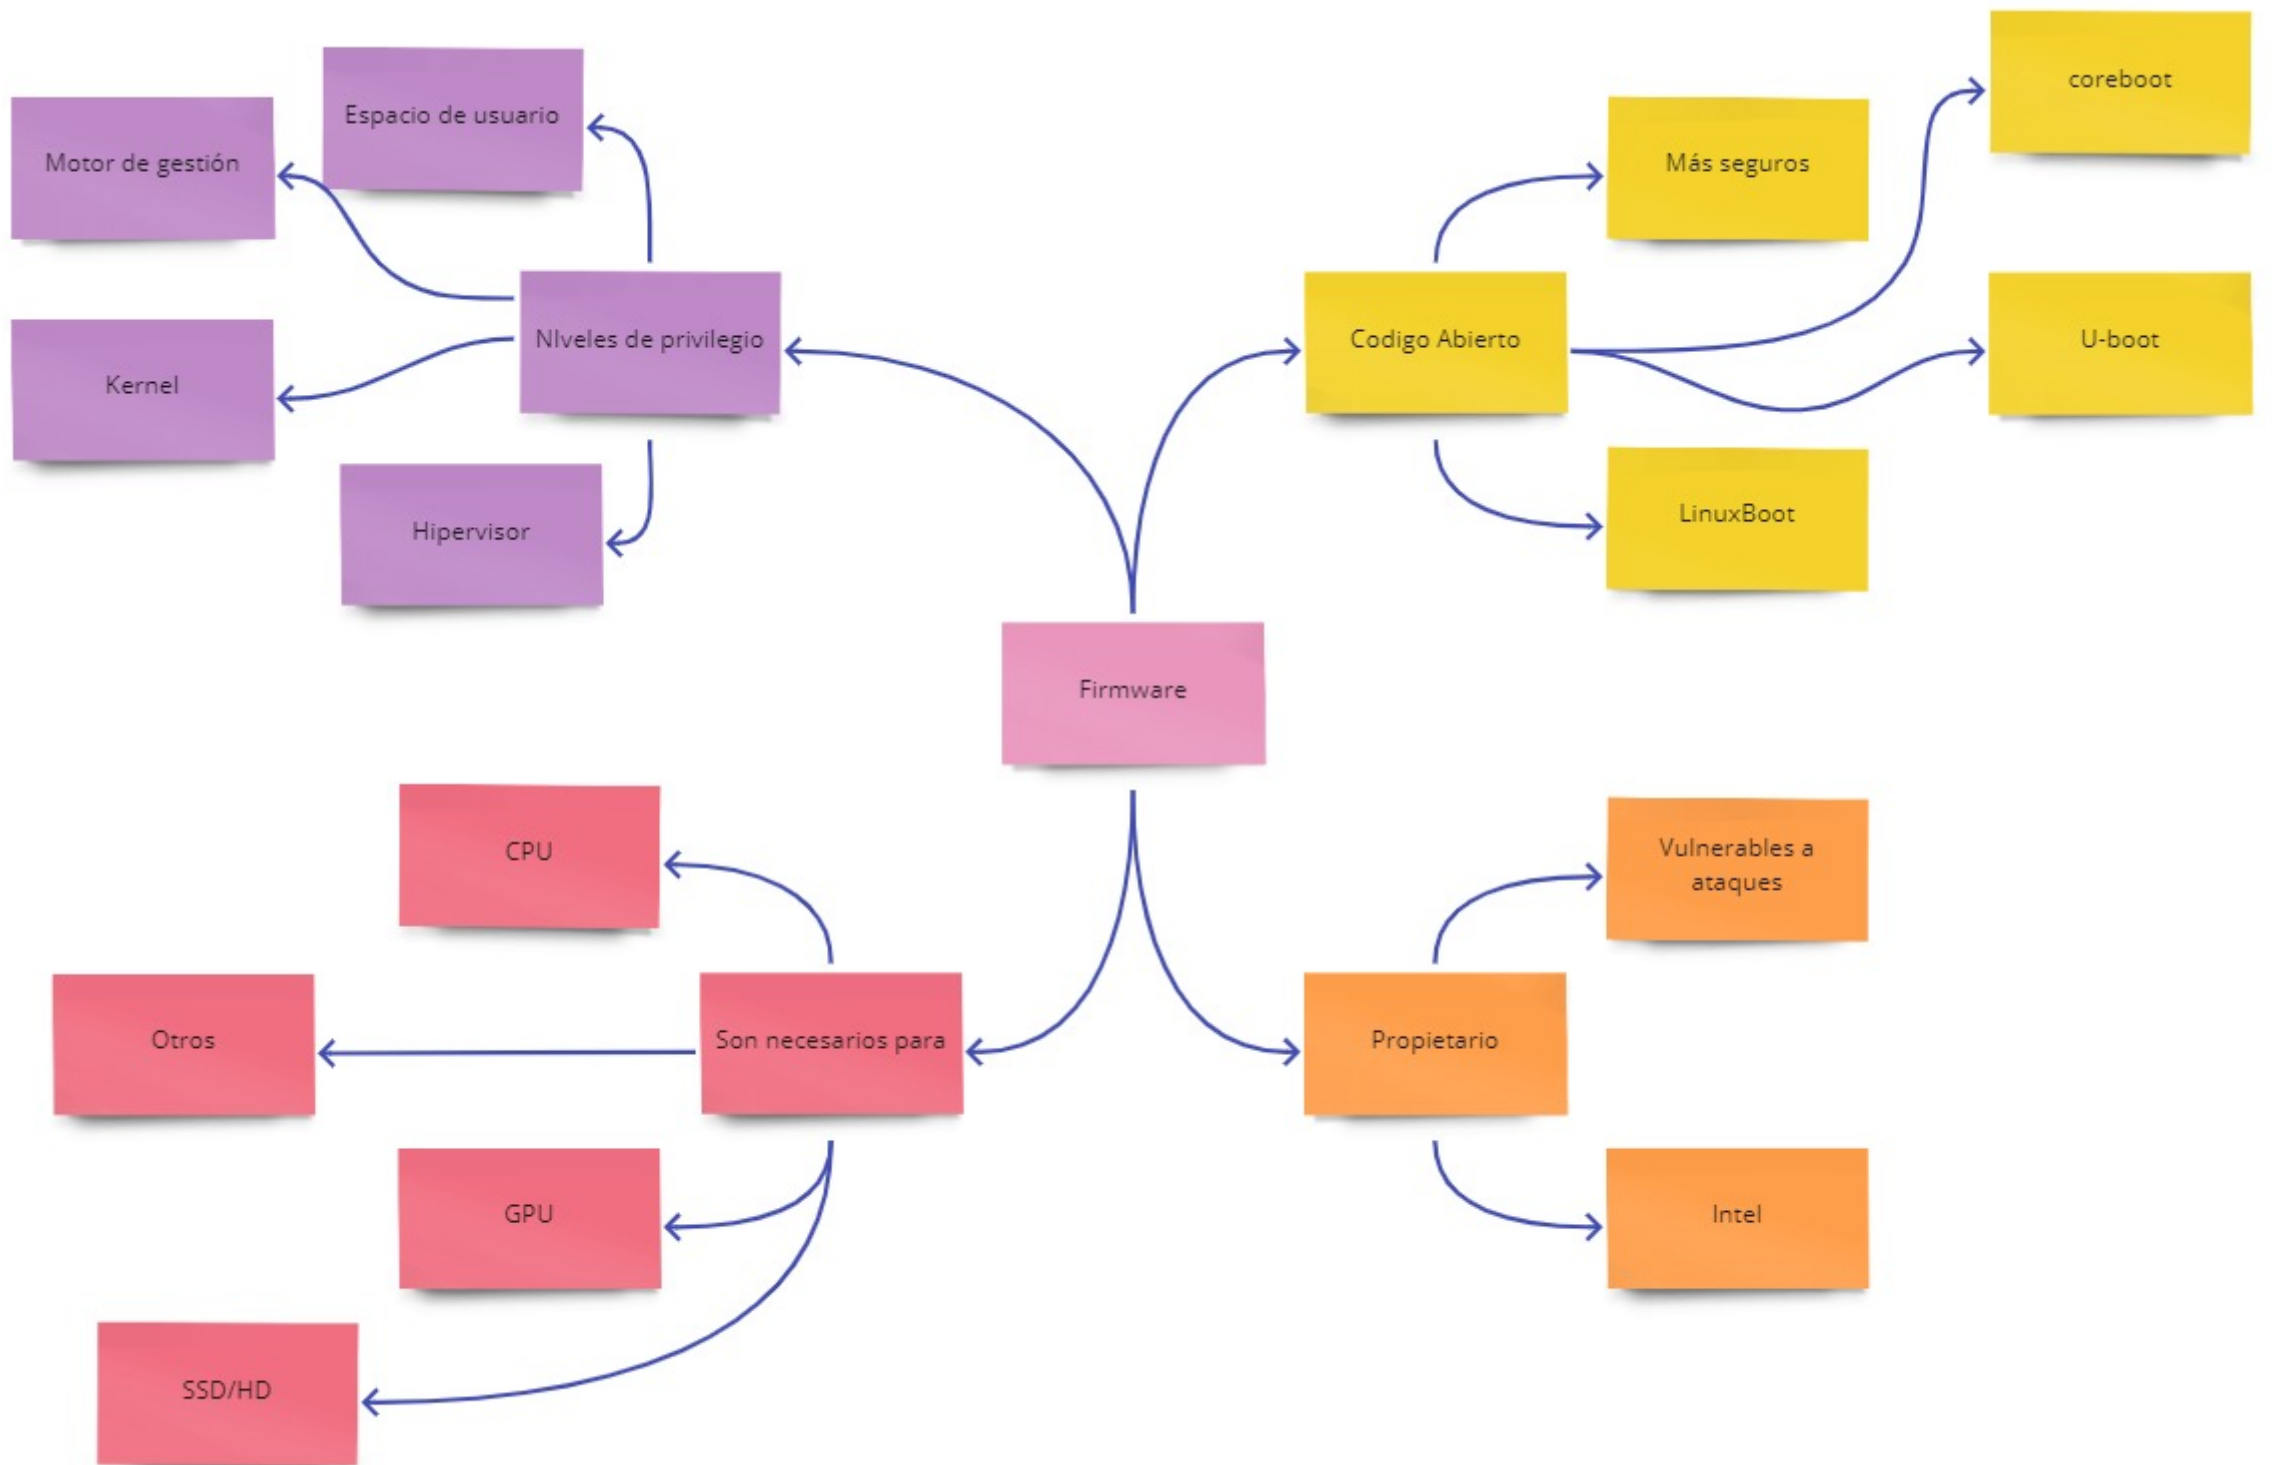 Espacio de usuario
Motor de gestión
NIveles de privilegio
Kernel
Hipervisor
coreboot
Más seguros
Codigo Abierto
U-boot
LinuxBoot
Firmware
CPU
Otros
Son necesarios para
GPU
SSD/HD
Vulnerables a
ataques
Propietario
Intel